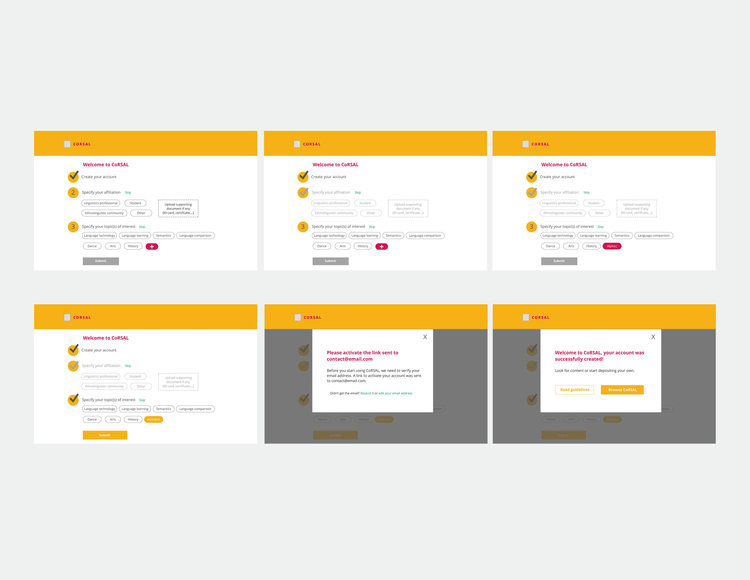 CORSAL
Welcome to CoRSAL
Create your account
2 Specify your affiliation Skip
Linguistics professional Student
Ethnolinguistic community Other
Upload supporting
document if any
(ID card, certificate...)
3 Specify your topic(s) of interest Skip
Language technology Language learning Semantics Language comparison
Dance Arts History +
Submit
CORSAL
Welcome to CoRSAL
Create your account
Specify your affiliation Skip
Linguistics professional Student
Ethnolinguistic community Other
Upload supporting
document if any
(ID card, certificate...)
3 Specify your topic(s) of interest Skip
Language technology Language learning Semantics Language comparison
Dance Arts History +
Submit
CORSAL
Welcome to CoRSAL
Create your account
Specify your affiliation Skip
Linguistics professional Student
Ethnolinguistic community Other
Upload supporting
document if any
(ID card, certificate...)
3 Specify your topic(s) of interest Skip
Language technology Language learning Semantics Language comparison
Dance Arts History
Submit
CORSAL
Welcome to CoRSAL
Create your account
Specify your affiliation Skip
Linguistics professional Student
Ethnolinguistic community Other
Upload supporting
document if any
(ID card, certificate...)
Specify your topic(s) of interest Skip
Language technology Language learning Semantics Language comparison
Dance Arts History
Submit
CORSAL
X
Please activate the link sent to
contact@email.com
Before you start using CoRSAL, we need to verify your
email address. A link to activate your account was sent
to contact@email.com
Didn't get the email? edit your email address
Submit
CORSAL
X
Welcome to CoRSAL, your account was
successfully created!
Look for content or start depositing your own.
Read guidelines Browse CoRSAL
Submit